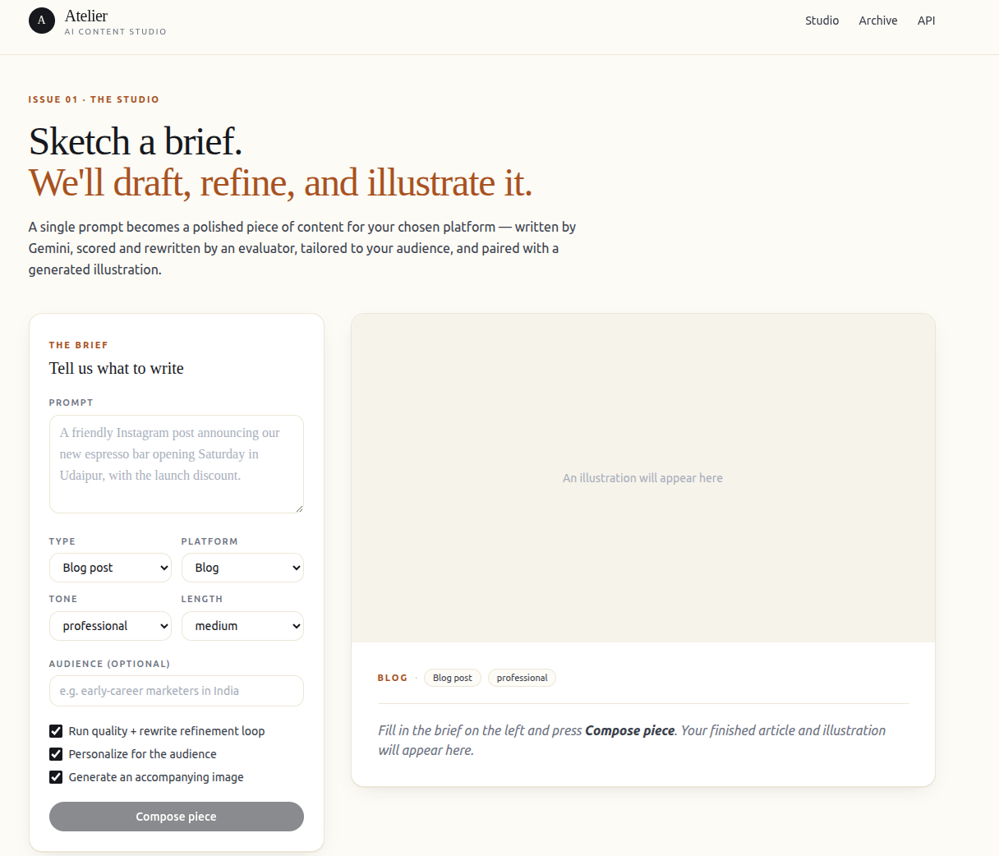 A
Atelier
AI CONTENT STUDIO
Studio
Archive
API
ISSUE 01 · THE STUDIO
Sketch a brief.
We'll draft, refine, and illustrate it.
A single prompt becomes a polished piece of content for your chosen platform — written by
Gemini, scored and rewritten by an evaluator, tailored to your audience, and paired with a
generated illustration.
THE BRIEF
Tell us what to write
PROMPT
A friendly Instagram post announcing our
new espresso bar opening Saturday in
Udaipur, with the launch discount.
TYPE
PLATFORM
Blog post
Blog
TONE
LENGTH
professional
medium
AUDIENCE (OPTIONAL)
e.g. early-career marketers in India
Run quality + rewrite refinement loop
Personalize for the audience
Generate an accompanying image
Compose piece
An illustration will appear here
BLOG · Blog post professional
Fill in the brief on the left and press Compose piece. Your finished article and illustration
will appear here.